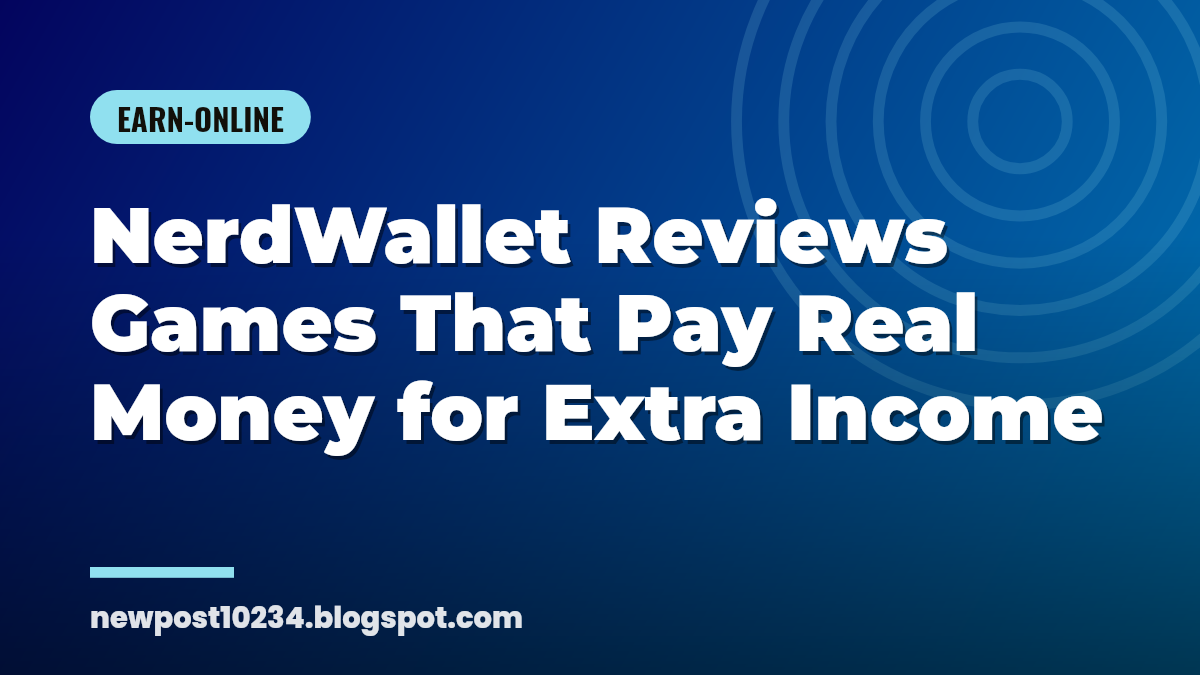 EARN-ONLINE
NerdWallet Reviews
Games That Pay Real
Money for Extra Income
newpost10234.blogspot.com